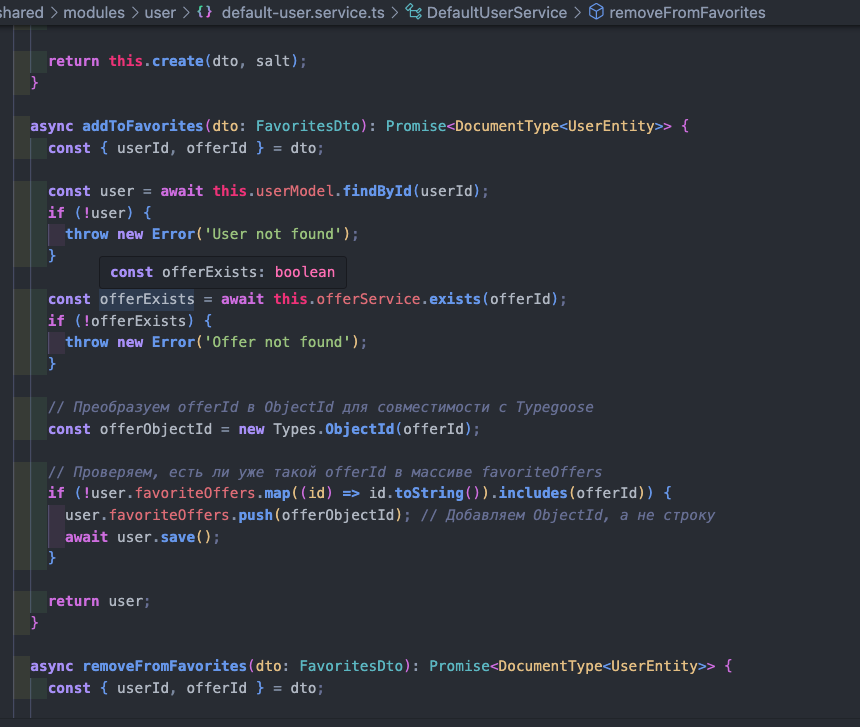 shared > modules > user > {} default-user.service.ts > DefaultUserService > removeFromFavorites
return this.create(dto, salt);
}
async addToFavorites(dto: FavoritesDto): Promise<DocumentType<UserEntity>> {
const { userId, offerId } = dto;
const user = await this.userModel.findById(userId);
if (!user) {
throw new Error('User not found');
}
const offerExists: boolean
const offerExists = await this.offerService.exists(offerId);
if (!offerExists) {
throw new Error('Offer not found');
}
// Преобразуем offerId в ObjectId для совместимости с Typegoose
const offerObjectId = new Types.ObjectId(offerId);
// Проверяем, есть ли уже такой offerId в массиве favoriteOffers
if (!user.favoriteOffers.map((id) => id.toString()).includes(offerId)) {
user.favoriteOffers.push(offerObjectId); // Добавляем ObjectId, а не строку
await user.save();
}
return user;
}
async removeFromFavorites(dto: FavoritesDto): Promise<DocumentType<UserEntity>> {
const { userId, offerId } = dto;